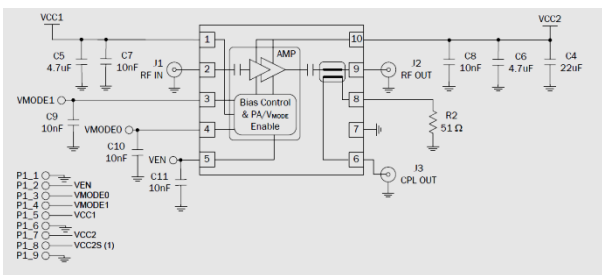 VCC1
VCC2
C5
4.7uF
C7
10nF
J1
RF IN
1
2
3
4
5
AMP
Bias Control
& PA/VMODE
Enable
10
9
8
7
6
J2
RF OUT
C8
10nF
C6
4.7uF
C4
22uF
R2
51 Ω
J3
CPL OUT
VMODE1
C9
10nF
VMODE0
C10
10nF
VEN
C11
10nF
P1_1
P1_2 VEN
P1_3 VMODE0
P1_4 VMODE1
P1_5 VCC1
P1_6
P1_7 VCC2
P1_8 VCC2S (1)
P1_9